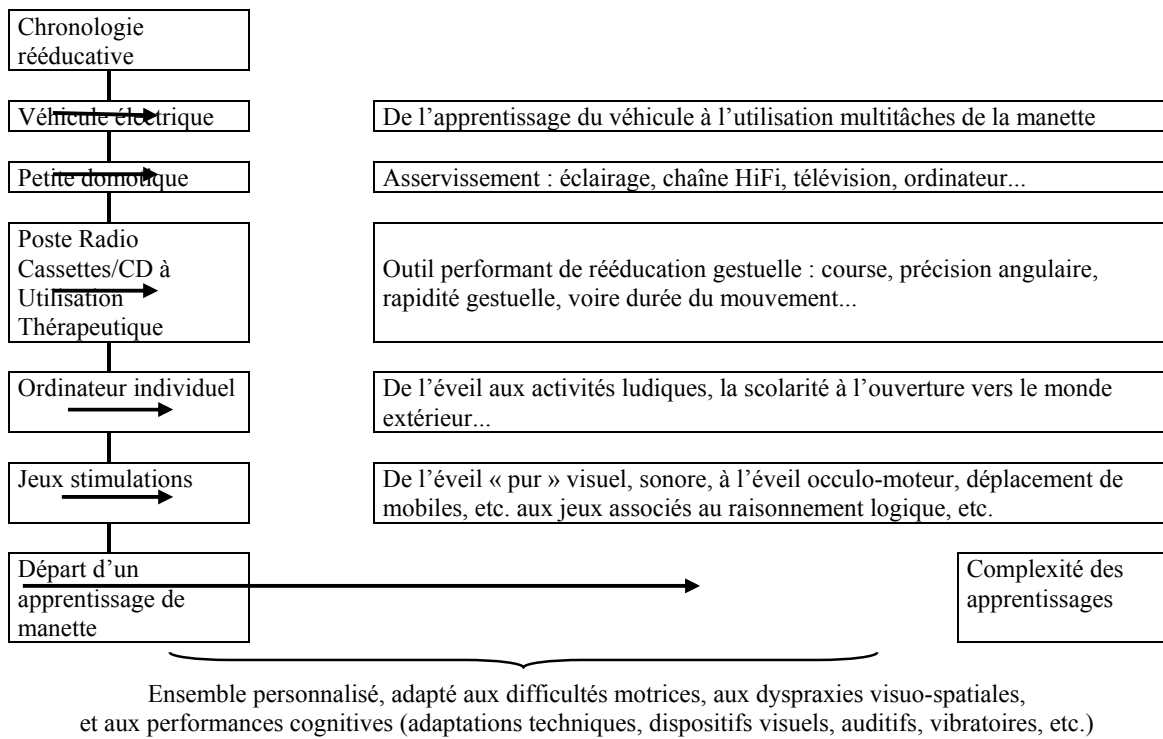 Chronologie
rééducative
Véhicule électrique
De l’apprentissage du véhicule à l’utilisation multitâches de la manette
Petite domotique
Asservissement : éclairage, chaîne HiFi, télévision, ordinateur...
Poste Radio
Cassettes/CD à
Utilisation
Thérapeutique
Outil performant de rééducation gestuelle : course, précision angulaire,
rapidité gestuelle, voire durée du mouvement...
Ordinateur individuel
De l’éveil aux activités ludiques, la scolarité à l’ouverture vers le monde
extérieur...
Jeux stimulations
De l’éveil « pur » visuel, sonore, à l’éveil occulo-moteur, déplacement de
mobiles, etc. aux jeux associés au raisonnement logique, etc.
Départ d’un
apprentissage de
manette
Complexité des
apprentissages
Ensemble personnalisé, adapté aux difficultés motrices, aux dyspraxies visuo-spatiales,
et aux performances cognitives (adaptations techniques, dispositifs visuels, auditifs, vibratoires, etc.)